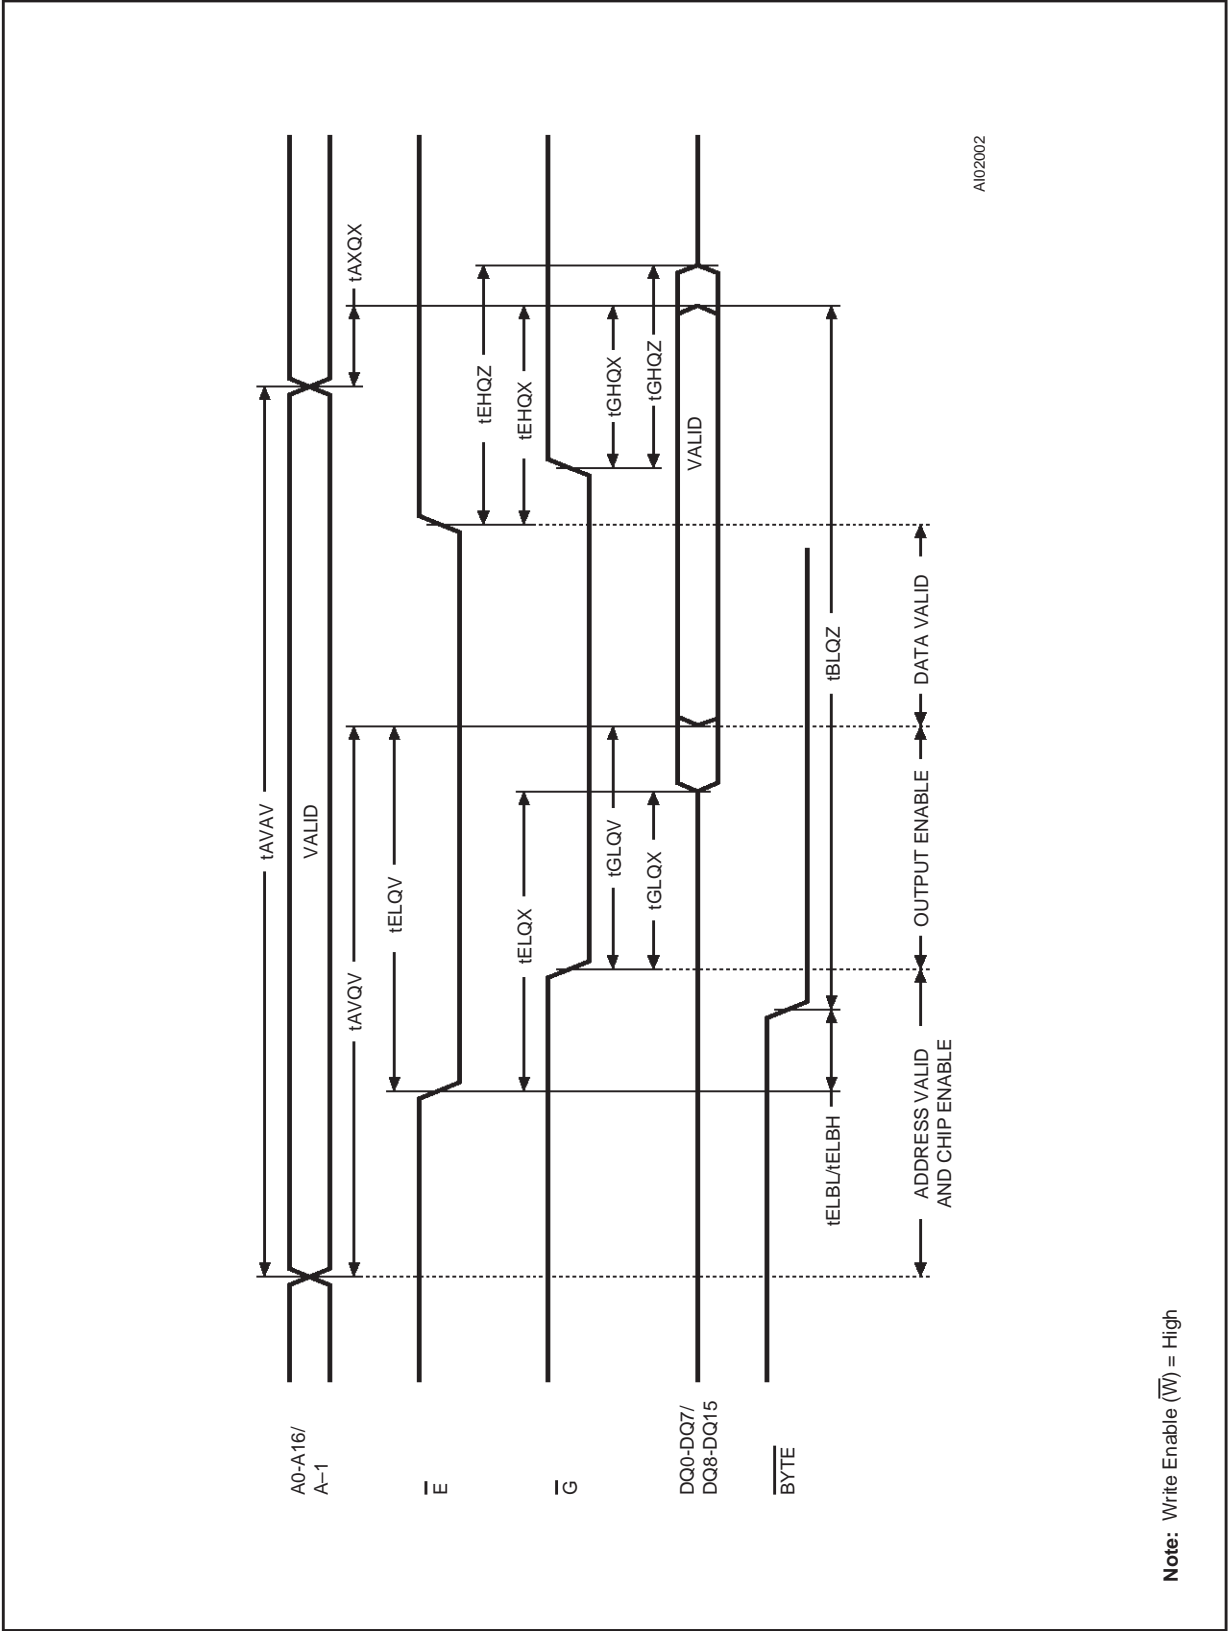 tAVAV
A0-A16/
A–1
VALID
tAVQV
tAXQX
tELQV
E
tEHQZ
tELQX
tEHQX
G
tGLQV
tGHQX
tGLQX
tGHQZ
DQ0-DQ7/
DQ8-DQ15
VALID
BYTE
tELBL/tELBH
tBLQZ
ADDRESS VALID
AND CHIP ENABLE
OUTPUT ENABLE
DATA VALID
AI02002
Note: Write Enable (W) = High